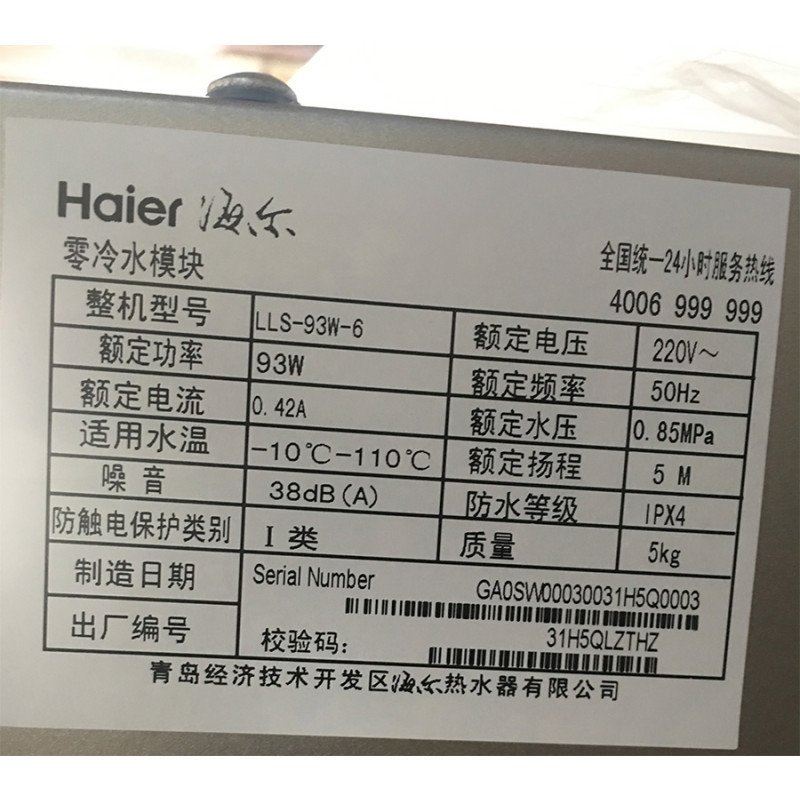 Haier 海尔
零冷水模块
全国统一24小时服务热线
4006 999 999
整机型号 LLS-93W-6 额定电压 220V～
额定功率 93W 额定频率 50Hz
额定电流 0.42A 额定水压 0.85MPa
适用水温 -10℃-110℃ 额定扬程 5 M
噪音 38dB(A) 防水等级 IPX4
防触电保护类别 I 类 质量 5kg
制造日期 Serial Number GA0SW00030031H5Q0003
出厂编号 校验码: 31H5QLZTHZ
青岛经济技术开发区海尔热水器有限公司